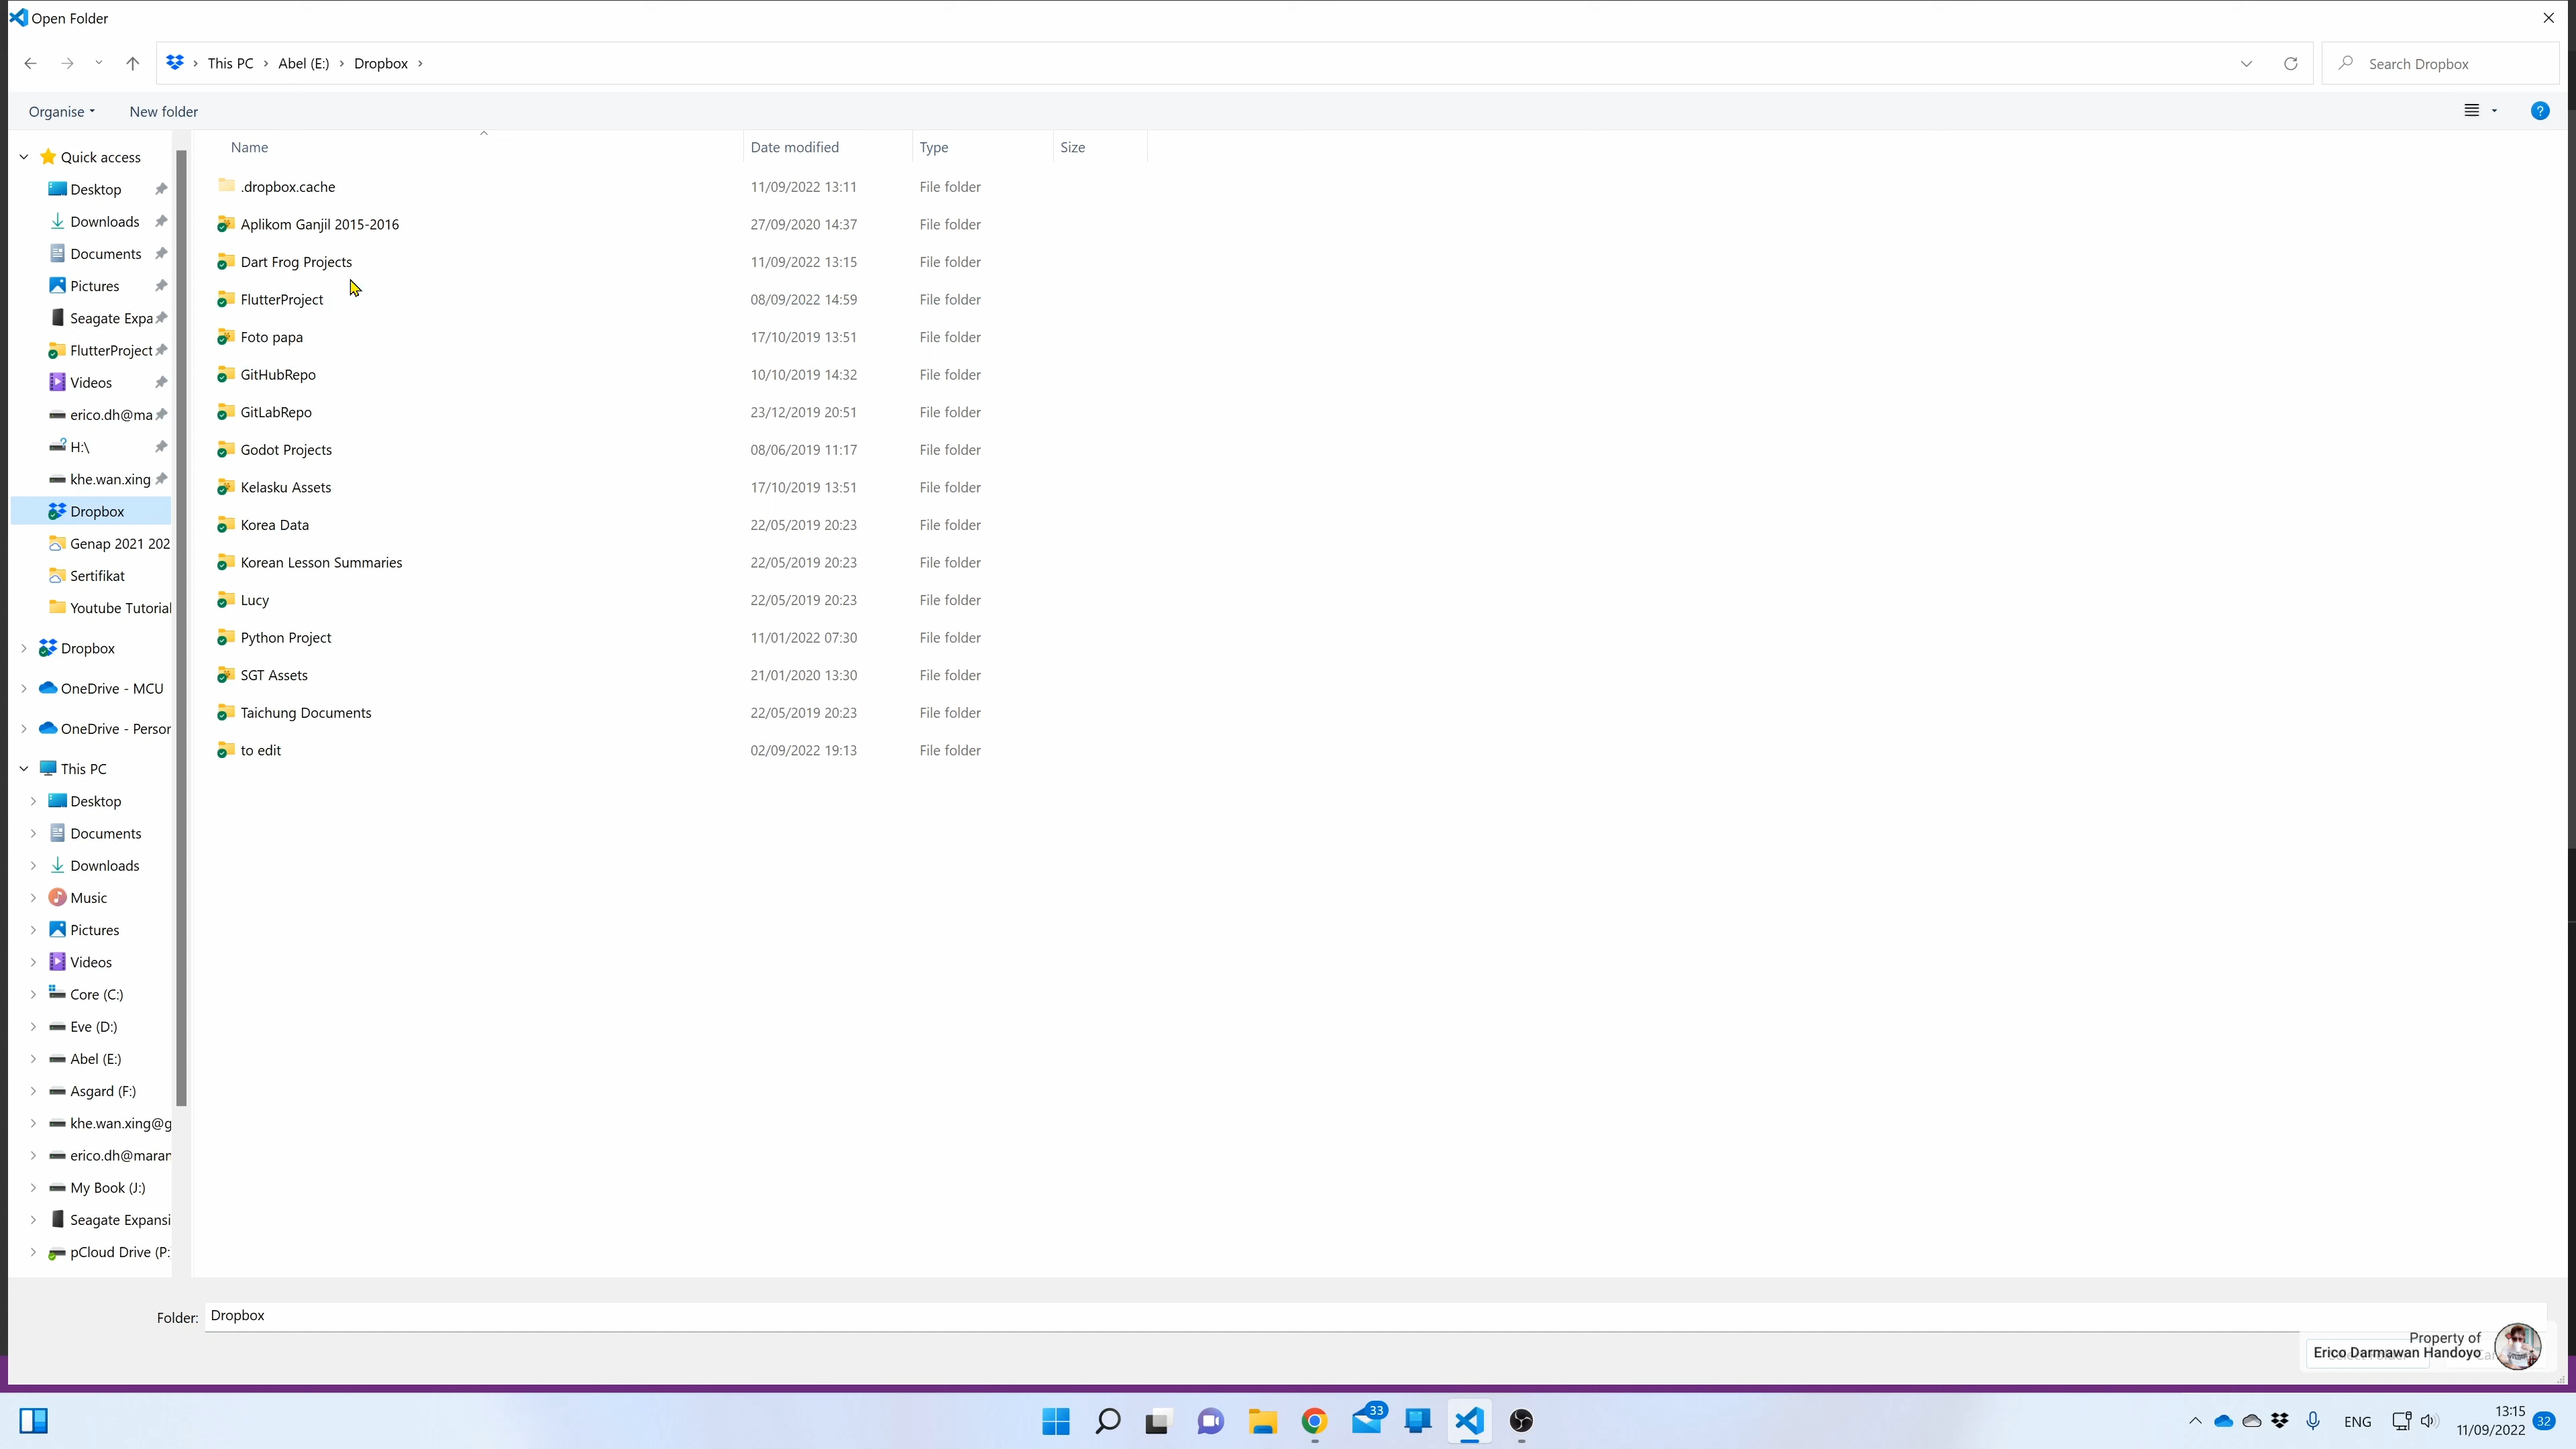 Open Folder
This PC > Abel (E:) > Dropbox >
Search Dropbox
Organise
New folder
Name
Date modified
Type
Size
Quick access
Desktop
Downloads
Documents
Pictures
Seagate Expa
FlutterProject
Videos
erico.dh@ma
H:\
khe.wan.xing
Dropbox
Genap 2021 202
Sertifikat
Youtube Tutorial
Dropbox
OneDrive - MCU
OneDrive - Person
This PC
Desktop
Documents
Downloads
Music
Pictures
Videos
Core (C:)
Eve (D:)
Abel (E:)
Asgard (F:)
khe.wan.xing@g
erico.dh@maran
My Book (J:)
Seagate Expansi
pCloud Drive (P:
.dropbox.cache 11/09/2022 13:11 File folder
Aplikom Ganjil 2015-2016 27/09/2020 14:37 File folder
Dart Frog Projects 11/09/2022 13:15 File folder
FlutterProject 08/09/2022 14:59 File folder
Foto papa 17/10/2019 13:51 File folder
GitHubRepo 10/10/2019 14:32 File folder
GitLabRepo 23/12/2019 20:51 File folder
Godot Projects 08/06/2019 11:17 File folder
Kelasku Assets 17/10/2019 13:51 File folder
Korea Data 22/05/2019 20:23 File folder
Korean Lesson Summaries 22/05/2019 20:23 File folder
Lucy 22/05/2019 20:23 File folder
Python Project 11/01/2022 07:30 File folder
SGT Assets 21/01/2020 13:30 File folder
Taichung Documents 22/05/2019 20:23 File folder
to edit 02/09/2022 19:13 File folder
Folder: Dropbox
Property of
Erico Darmawan Handoyo
33
ENG
13:15
11/09/2022
32